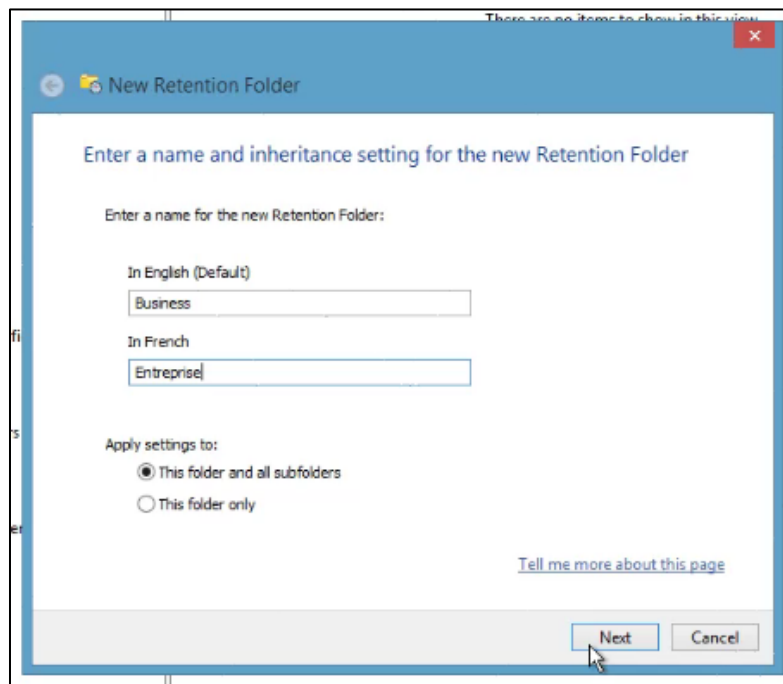 There are no items to show in this view.
New Retention Folder
Enter a name and inheritance setting for the new Retention Folder
Enter a name for the new Retention Folder:
In English (Default)
Business
In French
Entreprise
Apply settings to:
This folder and all subfolders
This folder only
Tell me more about this page
Next
Cancel